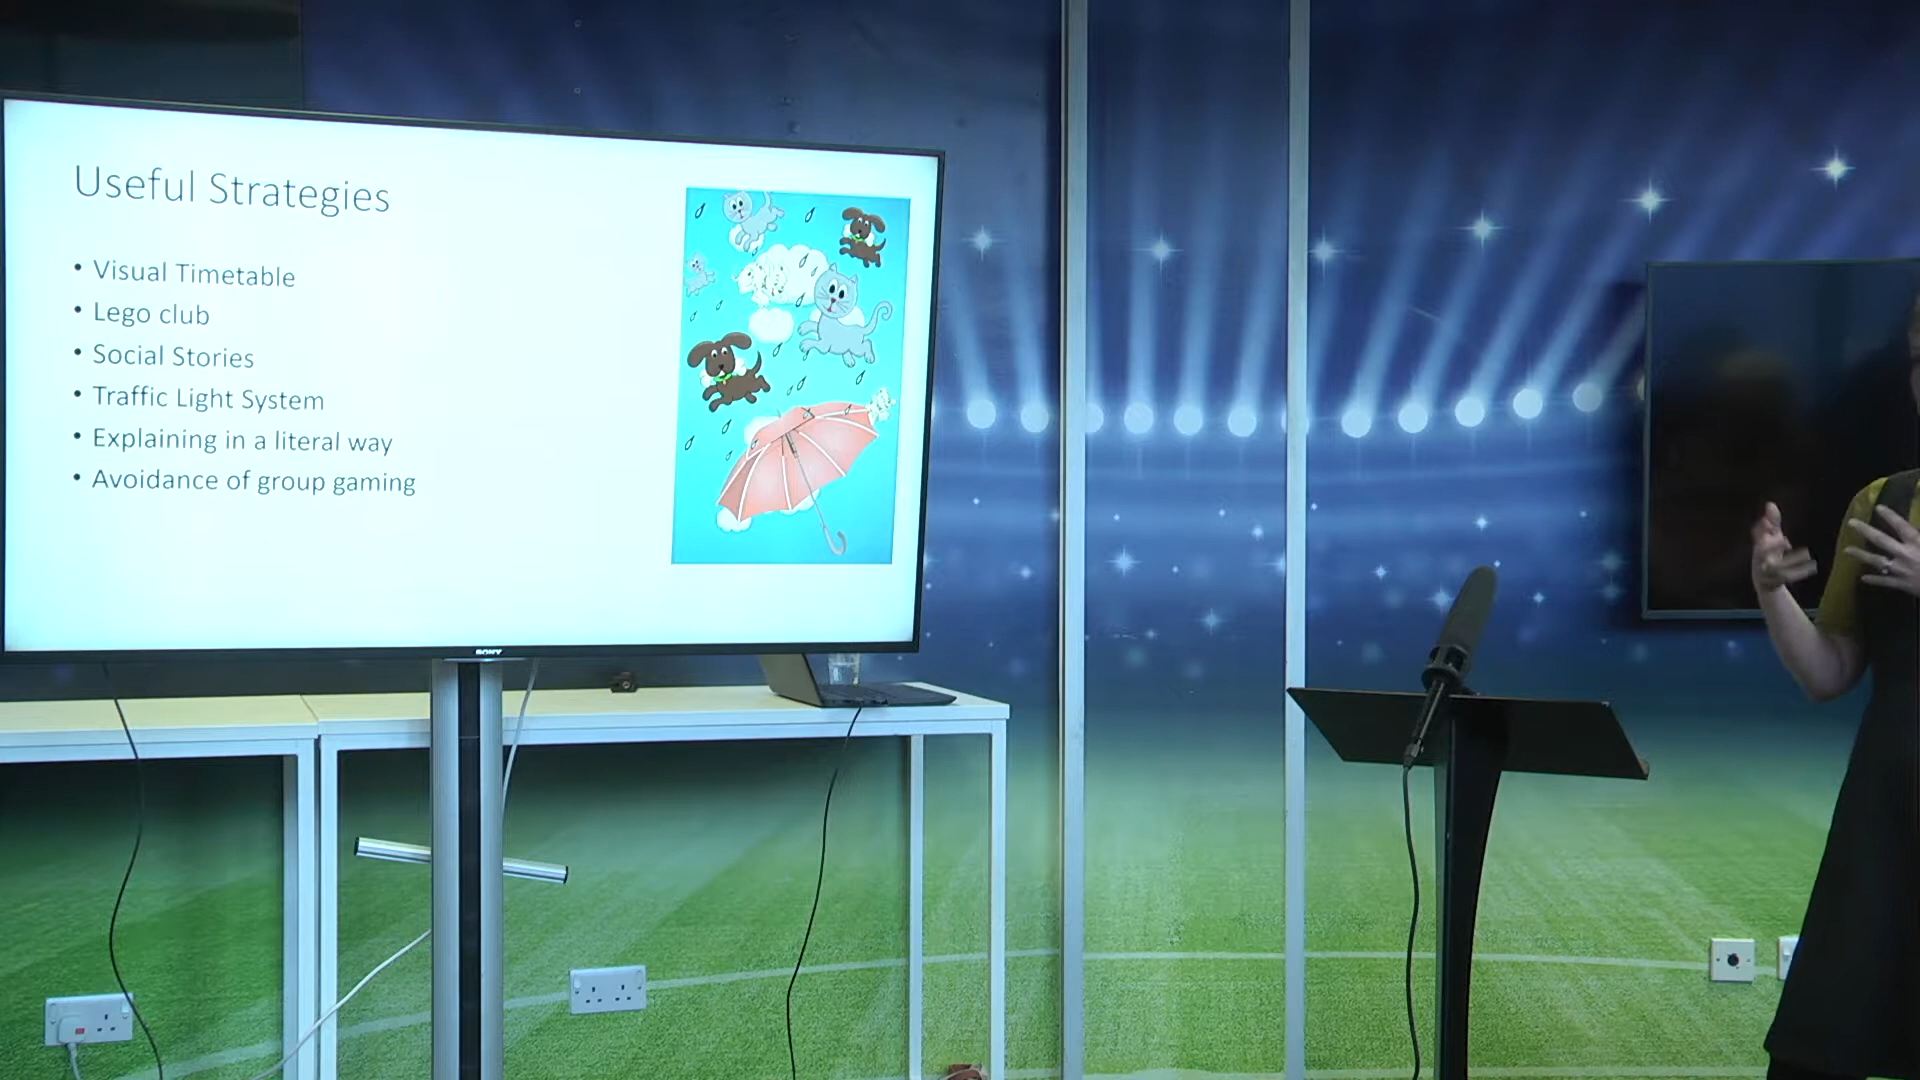 Useful Strategies
• Visual Timetable
• Lego club
• Social Stories
• Traffic Light System
• Explaining in a literal way
• Avoidance of group gaming
SONY